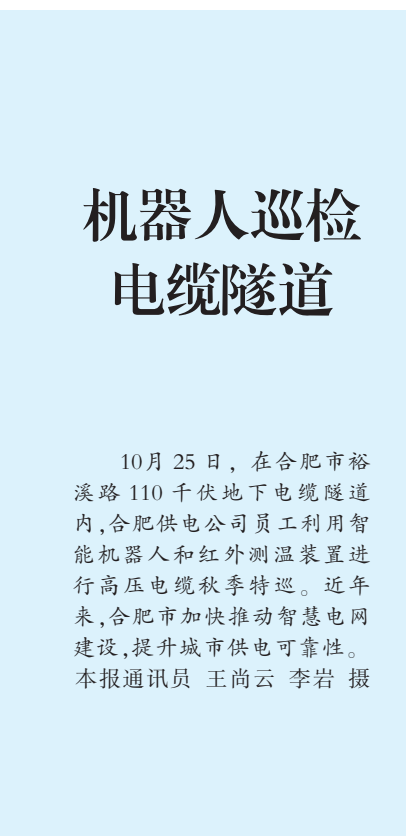 机器人巡检
电缆隧道
10月 25 日，在合肥市裕
溪路 110 千伏地下电缆隧道
内，合肥供电公司员工利用智
能机器人和红外测温装置进
行高压电缆秋季特巡。近年
来，合肥市加快推动智慧电网
建设，提升城市供电可靠性。
本报通讯员 王尚云 李岩 摄